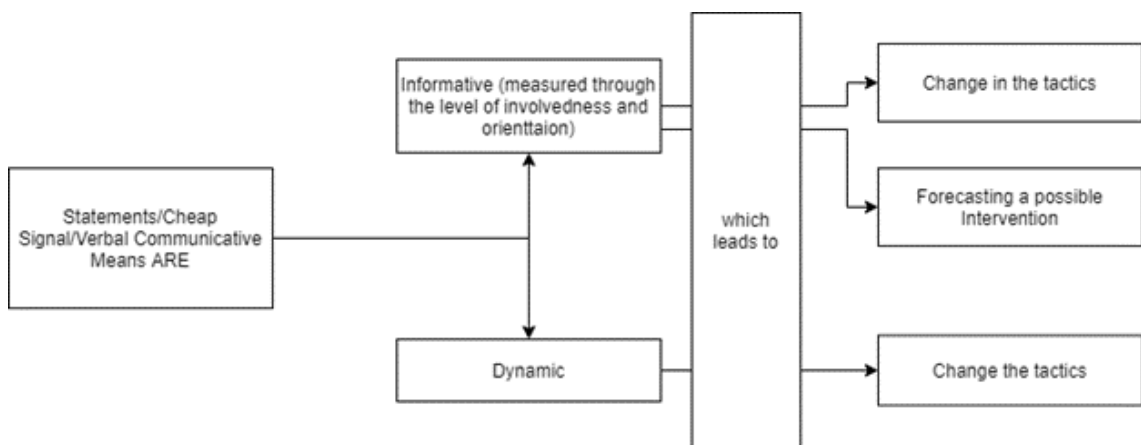 Statements/Cheap
Signal/Verbal Communicative
Means ARE
Informative (measured through
the level of involvedness and
orienttaion)
Dynamic
which
leads to
Change in the tactics
Forecasting a possible
Intervention
Change the tactics